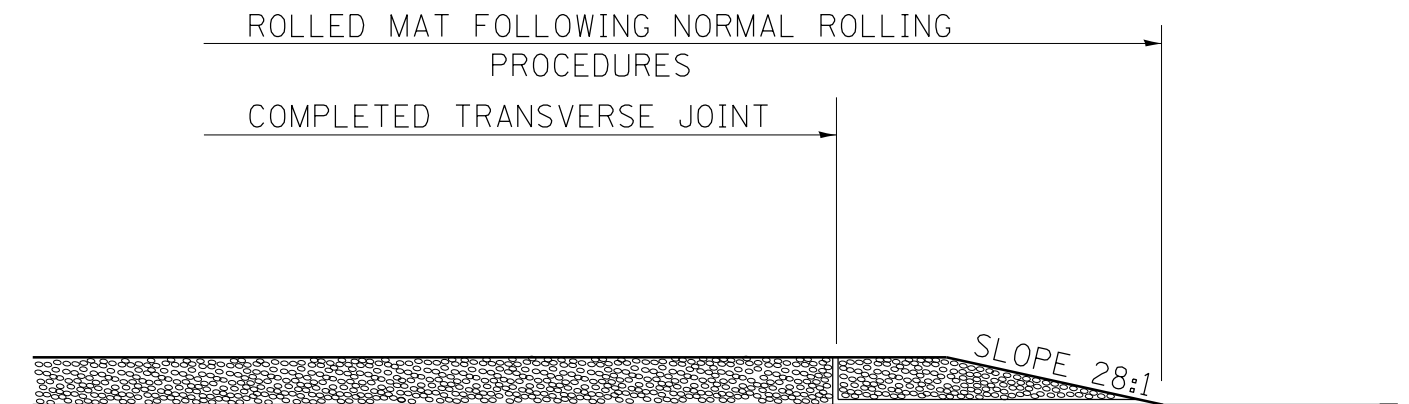 ROLLED MAT FOLLOWING NORMAL ROLLING
PROCEDURES
COMPLETED TRANSVERSE JOINT
SLOPE 28:1